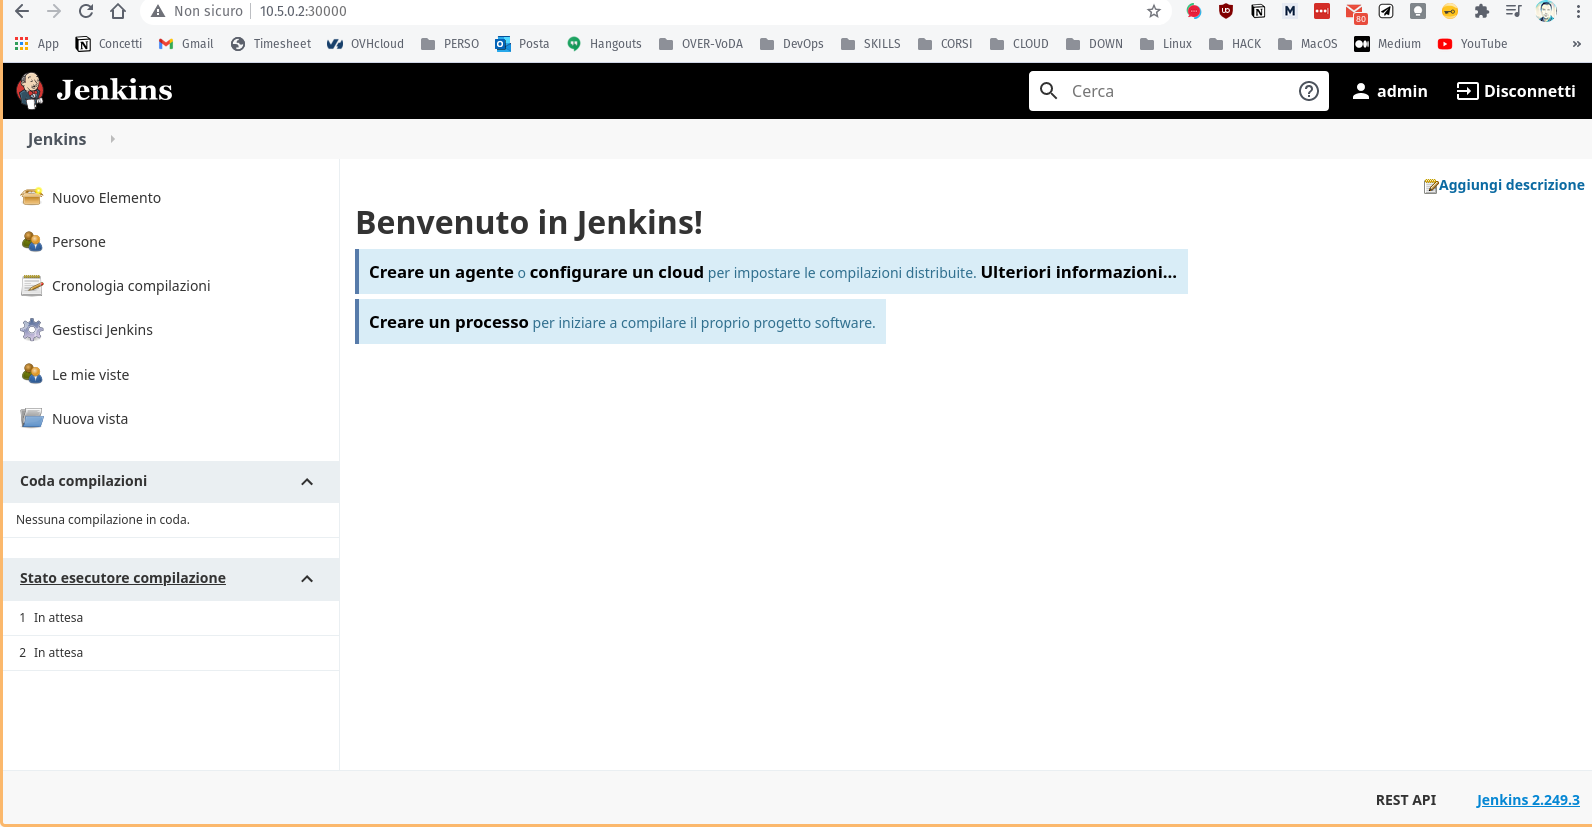 Non sicuro | 10.5.0.2:30000
App Concetti Gmail Timesheet OVHcloud PERSO Posta Hangouts OVER-VoDA DevOps SKILLS CORSI CLOUD DOWN Linux HACK MacOS Medium YouTube »
80
Jenkins Cerca admin Disconnetti
Jenkins
Aggiungi descrizione
Nuovo Elemento
Persone
Cronologia compilazioni
Gestisci Jenkins
Le mie viste
Nuova vista
Coda compilazioni
Nessuna compilazione in coda.
Stato esecutore compilazione
1 In attesa
2 In attesa
Benvenuto in Jenkins!
Creare un agente o configurare un cloud per impostare le compilazioni distribuite. Ulteriori informazioni...
Creare un processo per iniziare a compilare il proprio progetto software.
REST API Jenkins 2.249.3